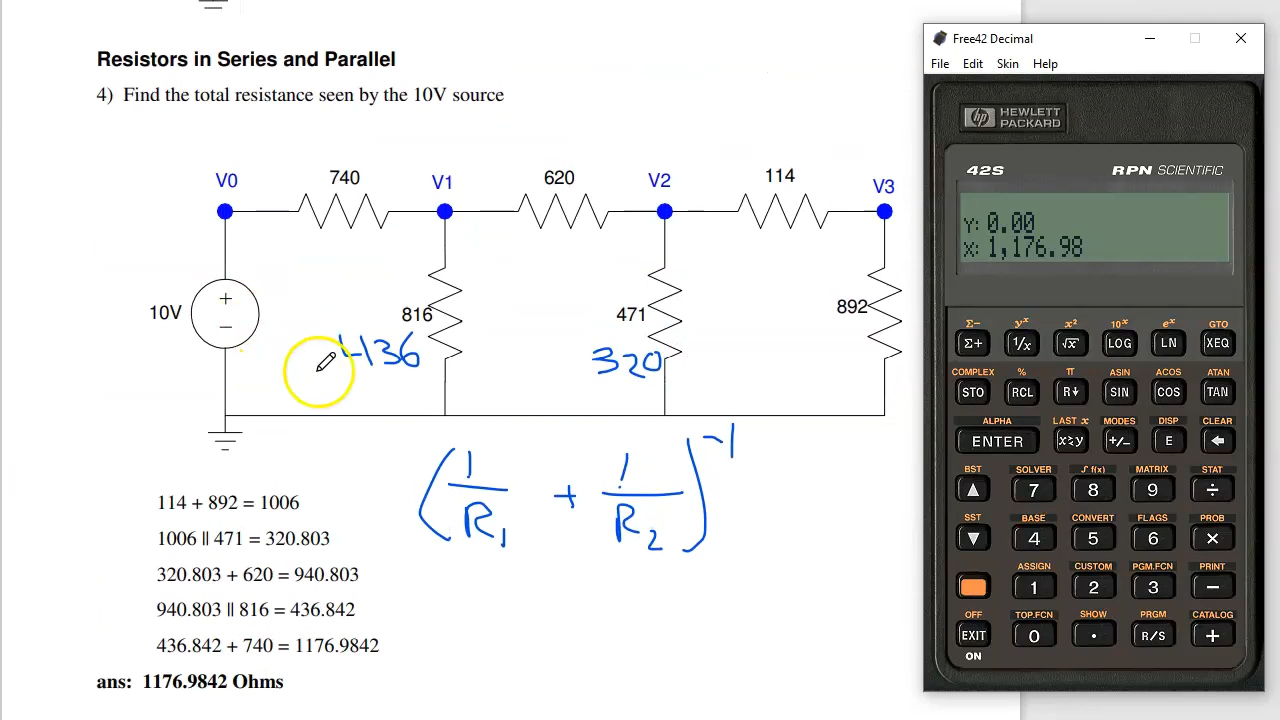 Resistors in Series and Parallel
4) Find the total resistance seen by the 10V source
V0
740
V1
620
V2
114
V3
10V
+
−
816
471
892
436
320
114 + 892 = 1006
1006 || 471 = 320.803
320.803 + 620 = 940.803
940.803 || 816 = 436.842
436.842 + 740 = 1176.9842
ans: 1176.9842 Ohms
( 1/R1 + 1/R2 )^-1
Free42 Decimal
File Edit Skin Help
hp HEWLETT PACKARD
42S RPN SCIENTIFIC
Y: 0.00
X: 1,176.98
Σ− y^x x² 10^x e^x GTO
Σ+ 1/x √x LOG LN XEQ
COMPLEX % π ASIN ACOS ATAN
STO RCL R↓ SIN COS TAN
ALPHA LAST x MODES DISP CLEAR
ENTER x≷y +/− E ←
BST SOLVER ∫f(x) MATRIX STAT
▲ 7 8 9 ÷
SST BASE CONVERT FLAGS PROB
▼ 4 5 6 ×
ASSIGN CUSTOM PGM.FCN PRINT
1 2 3 −
OFF TOP.FCN SHOW PRGM CATALOG
EXIT 0 . R/S +
ON